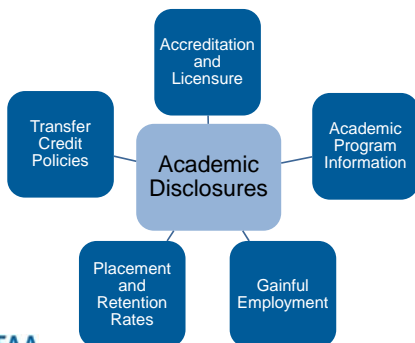 Accreditation
and
Licensure
Transfer
Credit
Policies
Academic
Program
Information
Academic
Disclosures
Placement
and
Retention
Rates
Gainful
Employment